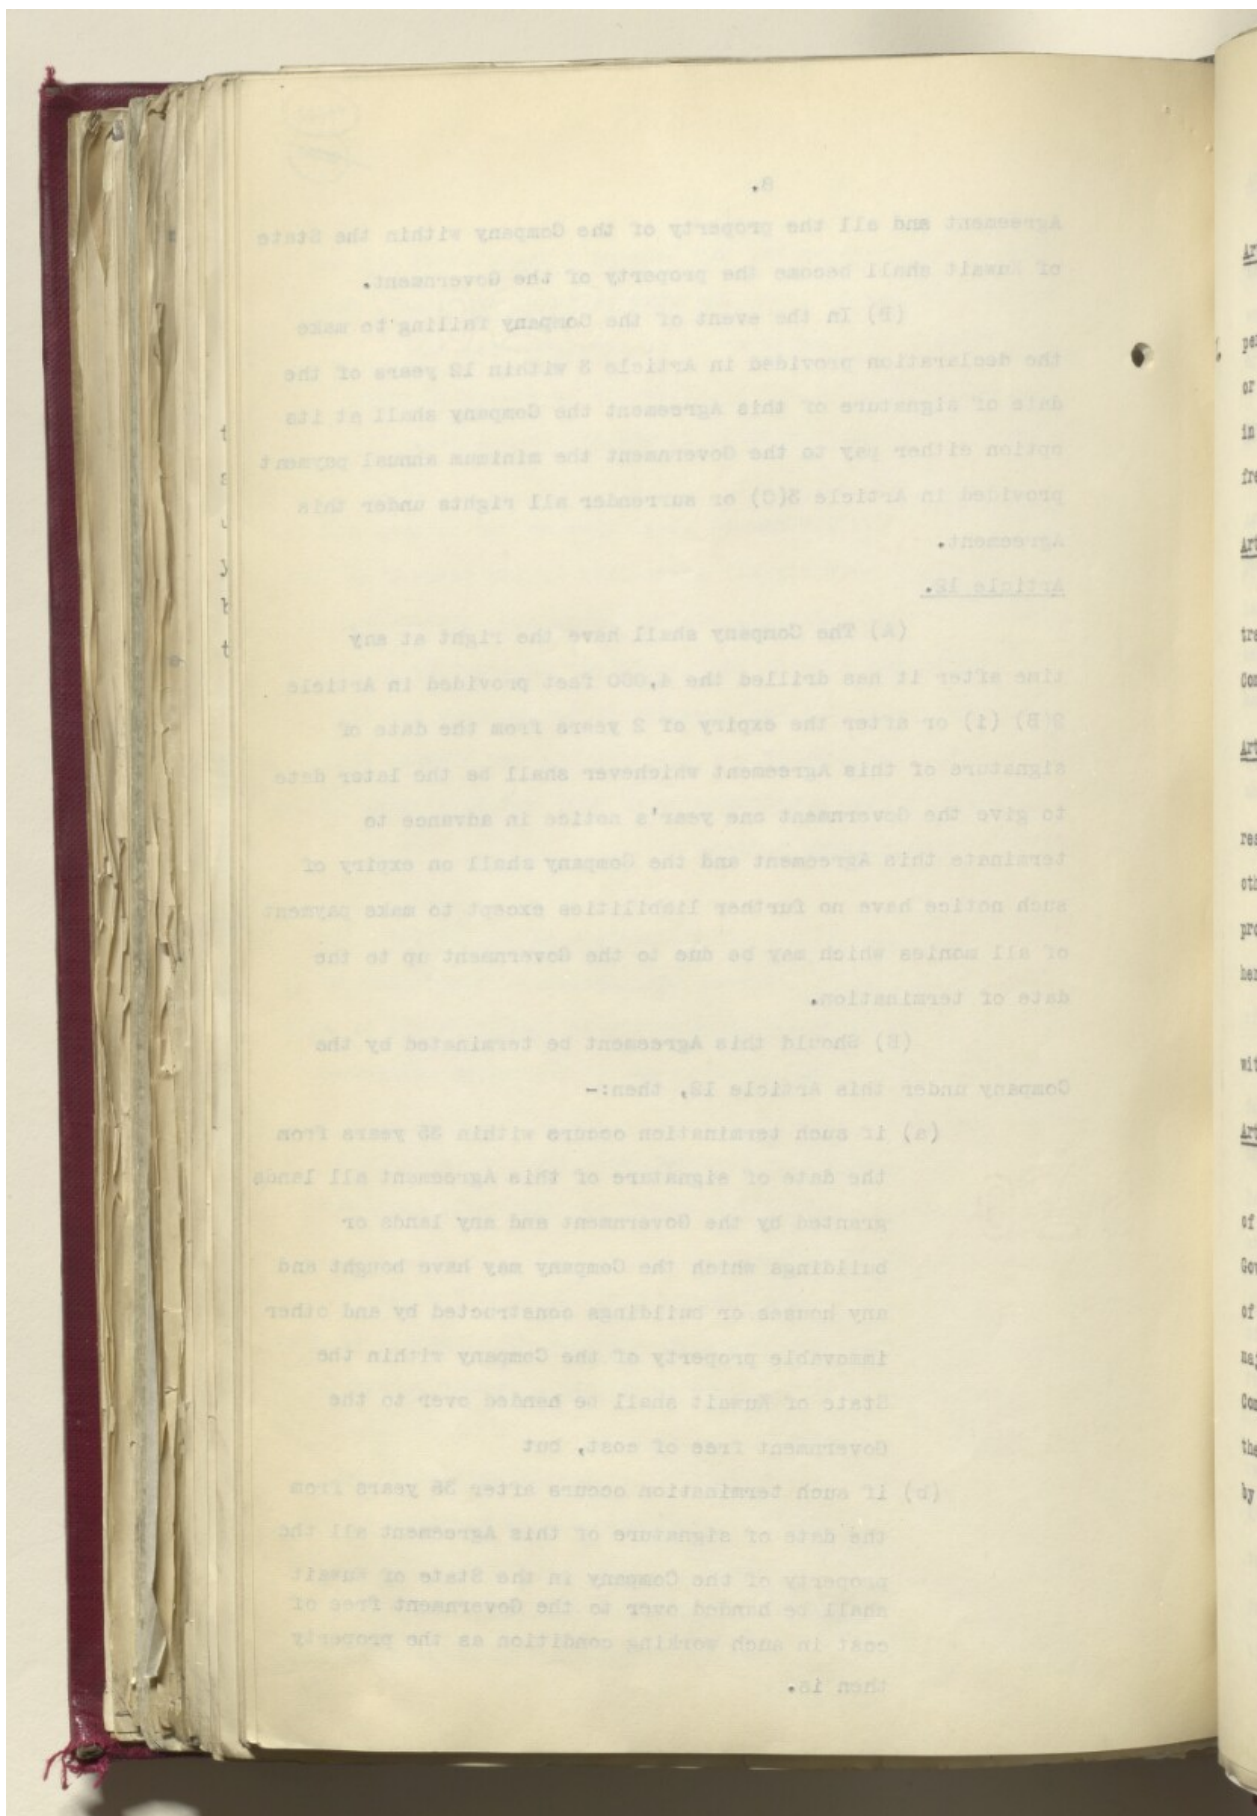 8.
Agreement and all the property of the Company within the State
of Kuwait shall become the property of the Government.
(B) In the event of the Company failing to make
the declaration provided in Article 3 within 12 years of the
date of signature of this Agreement the Company shall at its
option either pay to the Government the minimum annual payment
provided in Article 3(C) or surrender all rights under this
Agreement.
Article 12.
(A) The Company shall have the right at any
time after it has drilled the 4,000 feet provided in Article
(B) (i) or after the expiry of 2 years from the date of
signature of this Agreement whichever shall be the later date
to give the Government one year's notice in advance to
terminate this Agreement and the Company shall on expiry of
such notice have no further liabilities except to make payment
of all monies which may be due to the Government up to the
date of termination.
(B) Should this Agreement be terminated by the
Company under this Article 12, then:-
(a) if such termination occurs within 35 years from
the date of signature of this Agreement all lands
granted by the Government and any lands or
buildings which the Company may have bought and
any houses or buildings constructed by and other
immovable property of the Company within the
State of Kuwait shall be handed over to the
Government free of cost, but
(b) if such termination occurs after 35 years from
the date of signature of this Agreement all the
property of the Company in the State of Kuwait
shall be handed over to the Government free of
cost in such working condition as the property
then is.